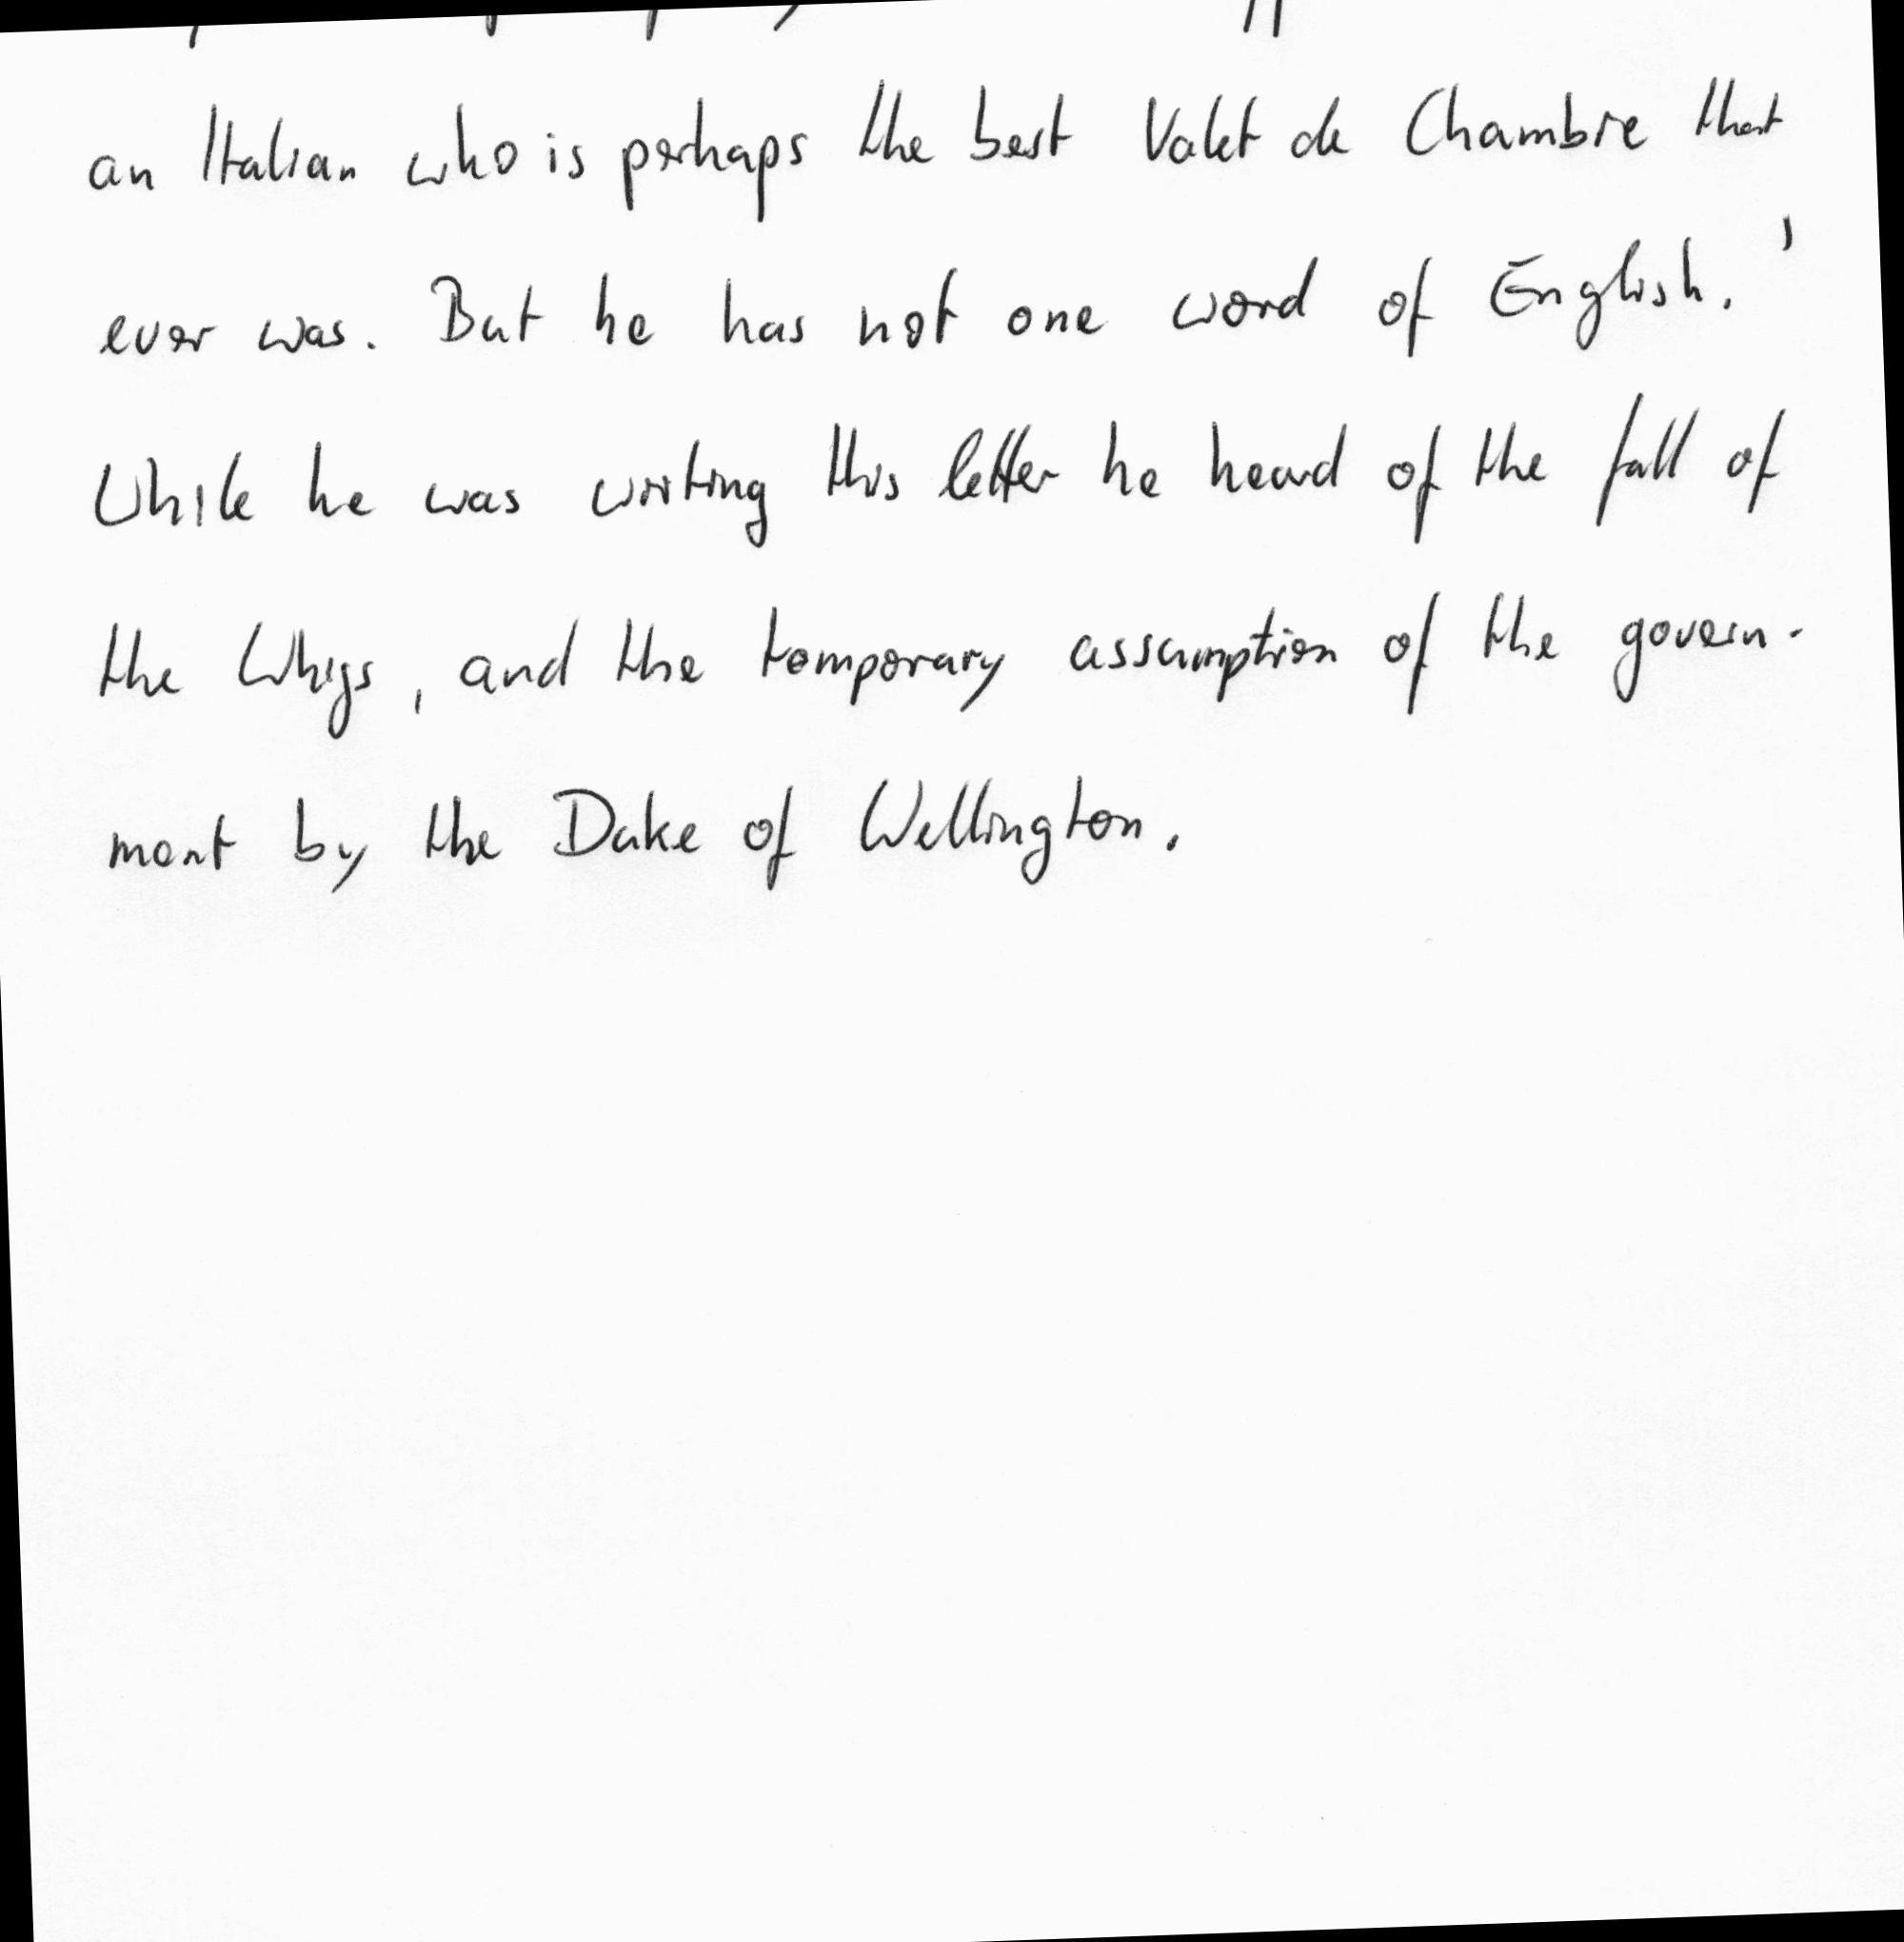 an Italian who is perhaps the best Valet de Chambre that
ever was. But he has not one word of English.'
While he was writing this letter he heard of the fall of
the Whigs, and the temporary assumption of the govern-
ment by the Duke of Wellington.